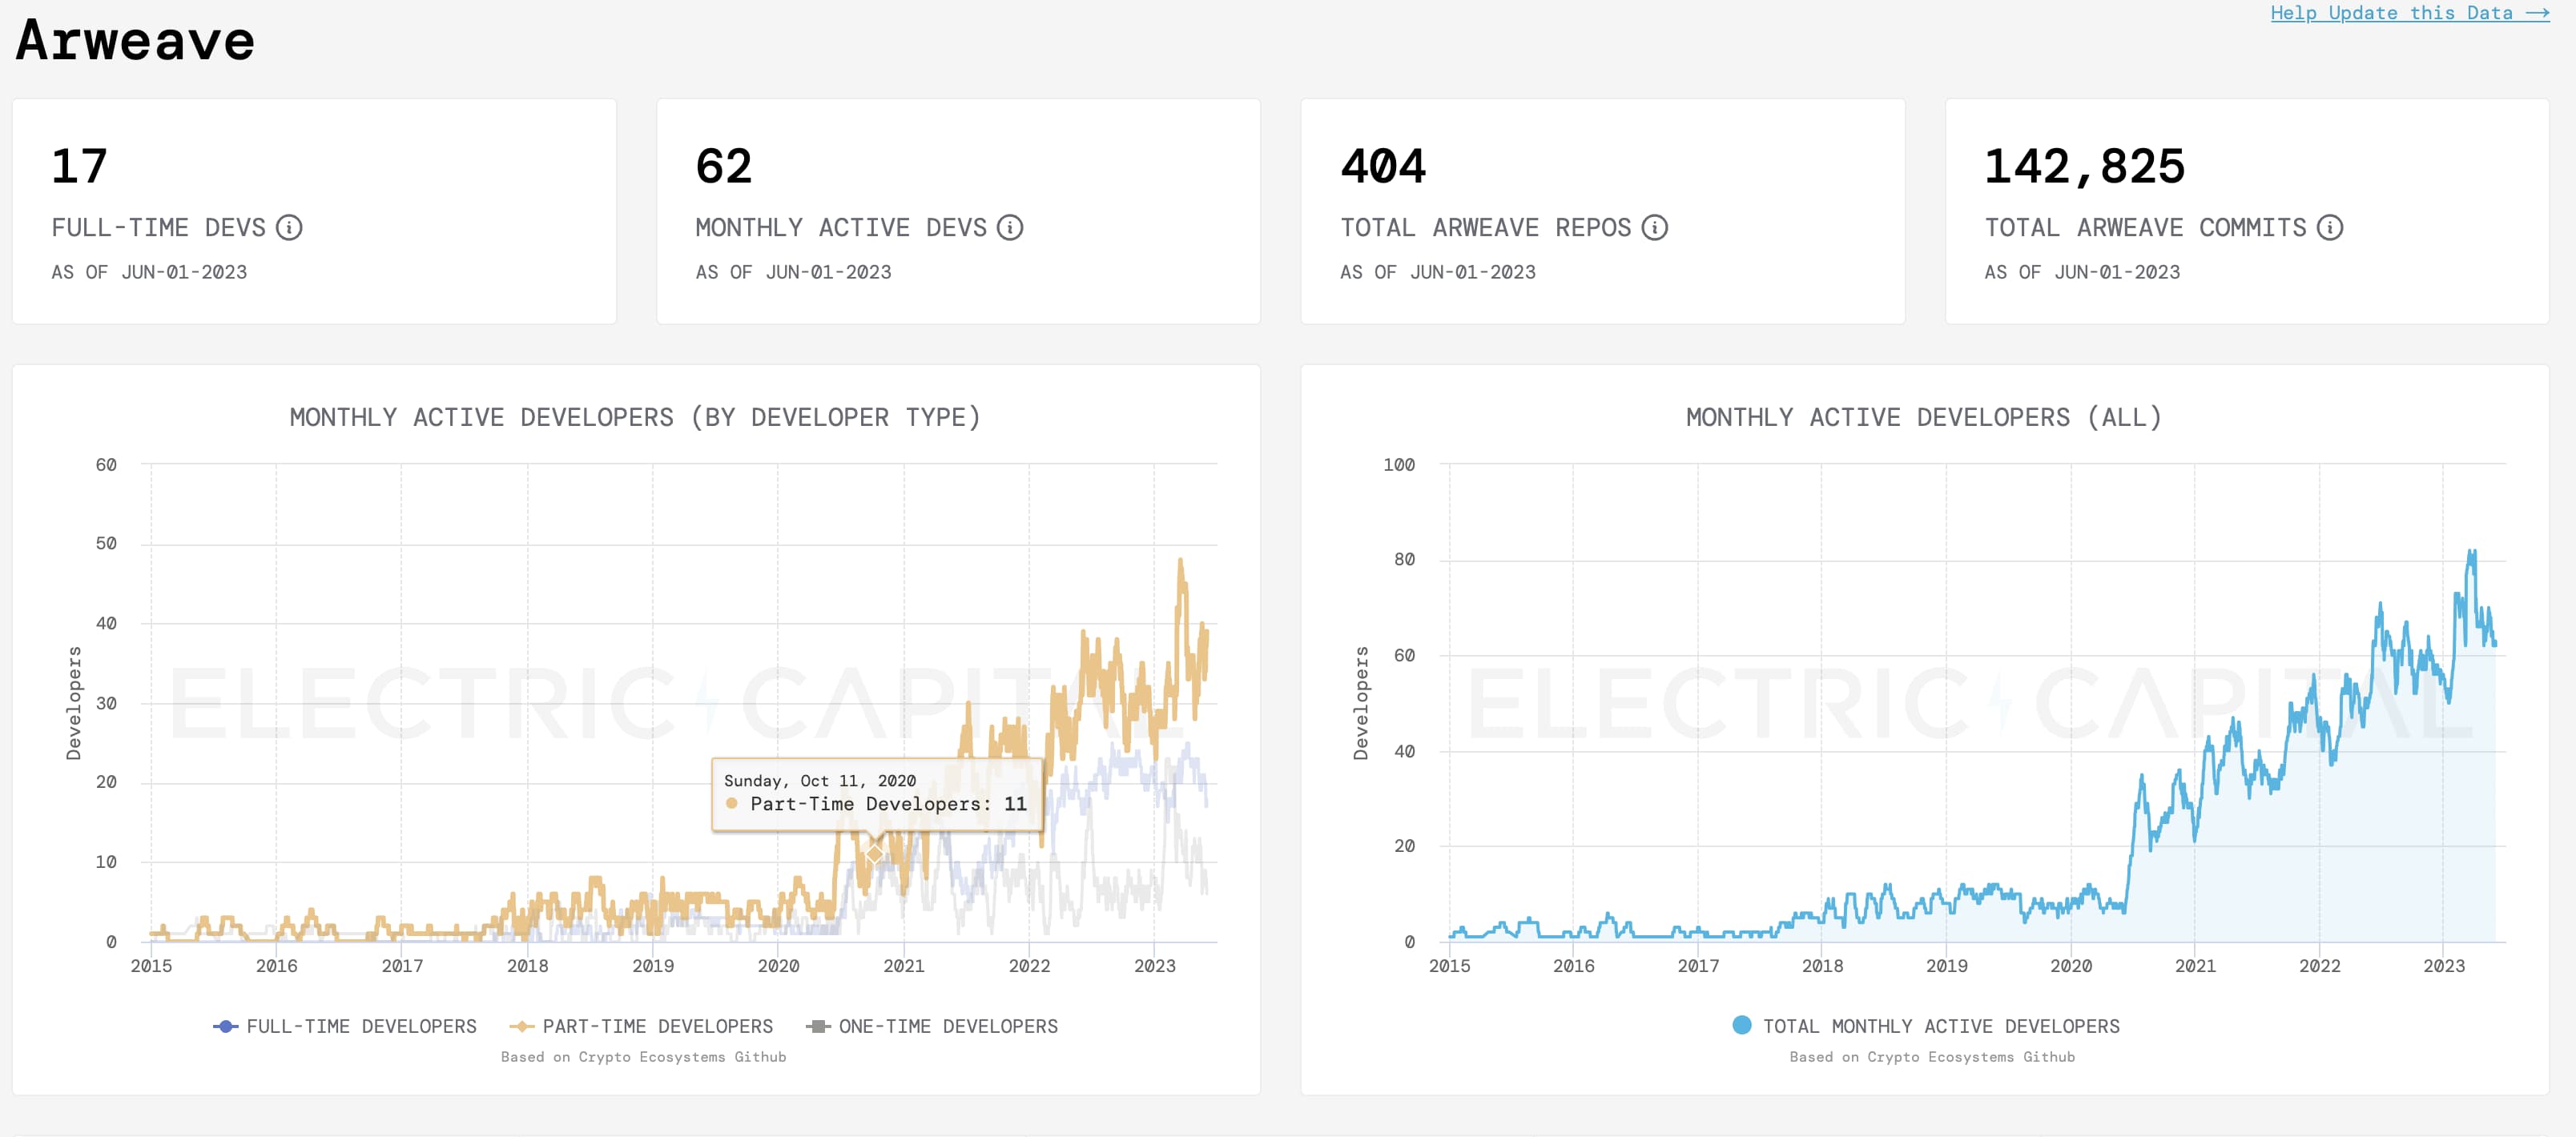 Help Update this Data →
Arweave
17
FULL-TIME DEVS
AS OF JUN-01-2023
62
MONTHLY ACTIVE DEVS
AS OF JUN-01-2023
404
TOTAL ARWEAVE REPOS
AS OF JUN-01-2023
142,825
TOTAL ARWEAVE COMMITS
AS OF JUN-01-2023
MONTHLY ACTIVE DEVELOPERS (BY DEVELOPER TYPE)
60
50
40
30
20
10
0
Developers
ELECTRIC CAPITAL
Sunday, Oct 11, 2020
Part-Time Developers: 11
2015 2016 2017 2018 2019 2020 2021 2022 2023
FULL-TIME DEVELOPERS PART-TIME DEVELOPERS ONE-TIME DEVELOPERS
Based on Crypto Ecosystems Github
MONTHLY ACTIVE DEVELOPERS (ALL)
100
80
60
40
20
0
Developers
ELECTRIC CAPITAL
2015 2016 2017 2018 2019 2020 2021 2022 2023
TOTAL MONTHLY ACTIVE DEVELOPERS
Based on Crypto Ecosystems Github